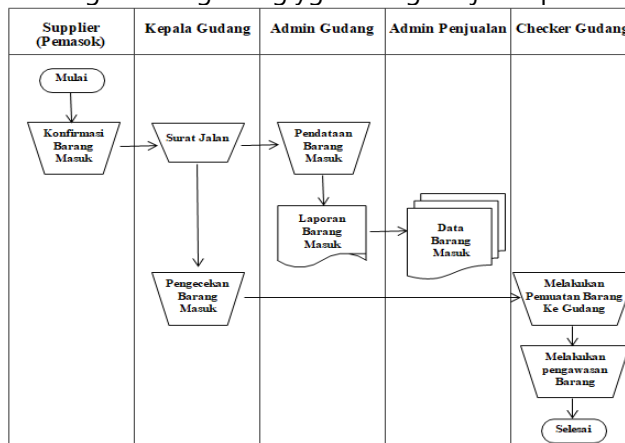 Supplier
(Pemasok)
Kepala Gudang
Admin Gudang
Admin Penjualan
Checker Gudang
Mulai
Konfirmasi
Barang
Masuk
Surat Jalan
Pendataan
Barang
Masuk
Laporan
Barang
Masuk
Data
Barang
Masuk
Pengecekan
Barang
Masuk
Melakukan
Pemuatan Barang
Ke Gudang
Melakukan
pengawasan
Barang
Selesai